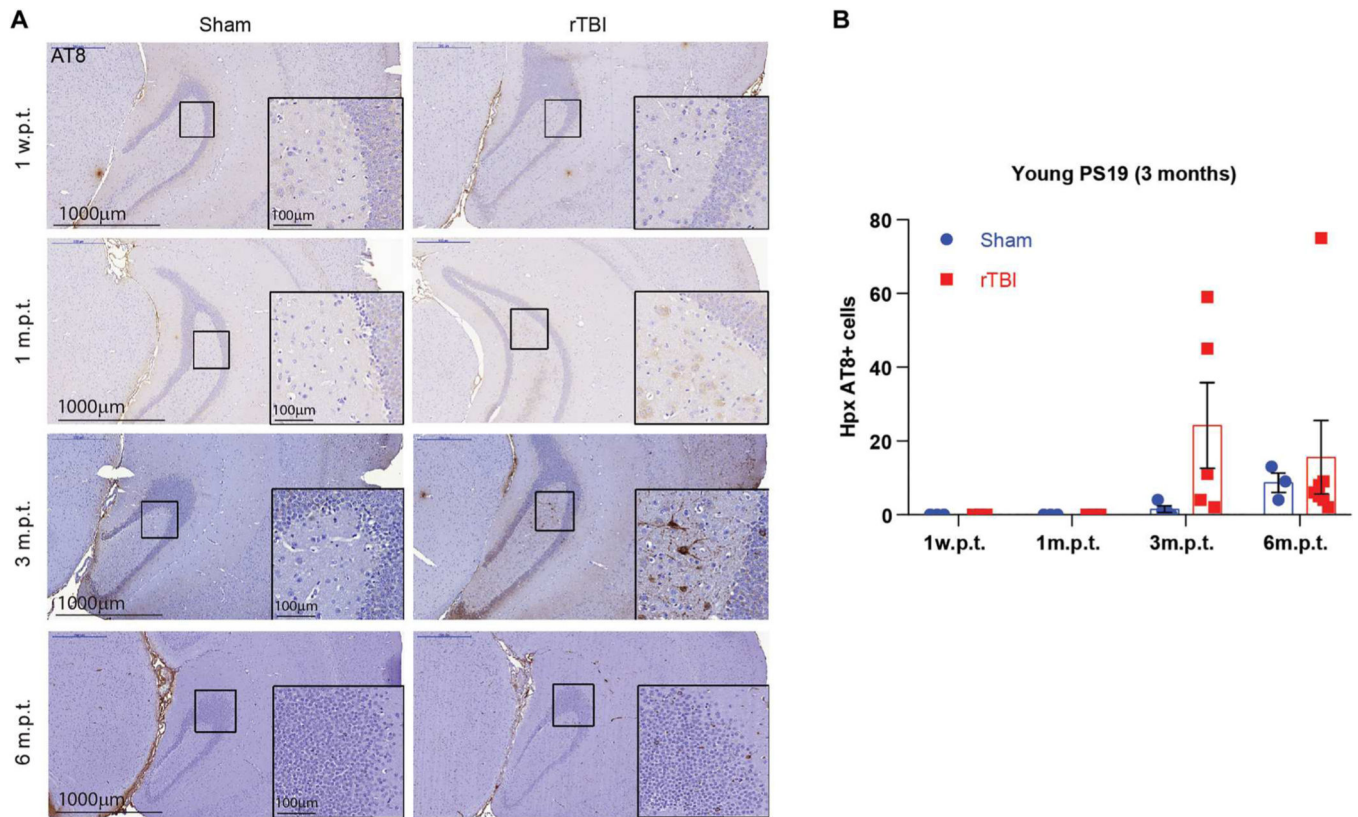 A
Sham
rTBI
AT8
1 w.p.t.
1000µm
100µm
1 m.p.t.
1000µm
100µm
3 m.p.t.
1000µm
100µm
6 m.p.t.
1000µm
100µm
B
Young PS19 (3 months)
Hpx AT8+ cells
80
60
40
20
0
Sham
rTBI
1w.p.t.
1m.p.t.
3m.p.t.
6m.p.t.